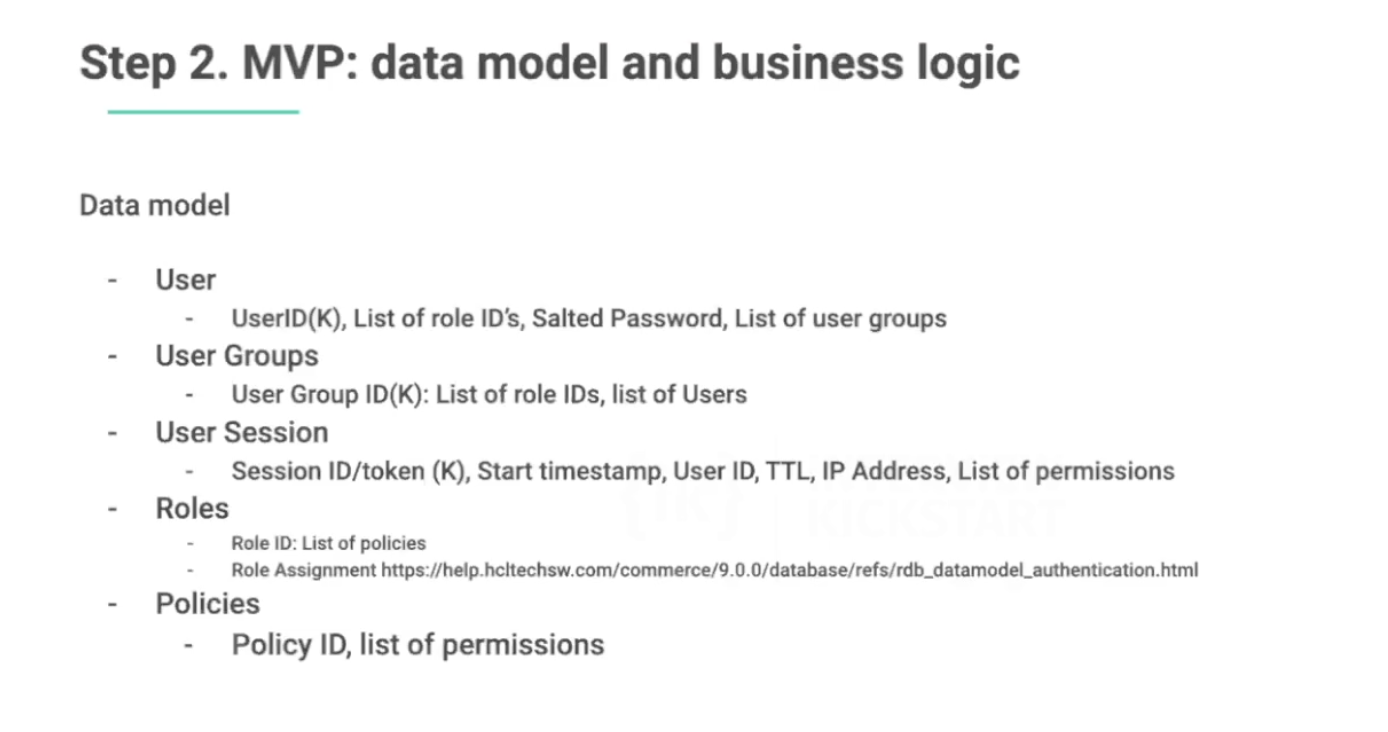 Step 2. MVP: data model and business logic
Data model
- User
- UserID(K), List of role ID's, Salted Password, List of user groups
- User Groups
- User Group ID(K): List of role IDs, list of Users
- User Session
- Session ID/token (K), Start timestamp, User ID, TTL, IP Address, List of permissions
- Roles
- Role ID: List of policies
- Role Assignment https://help.hcltechsw.com/commerce/9.0.0/database/refs/rdb_datamodel_authentication.html
- Policies
- Policy ID, list of permissions
KICKSTART